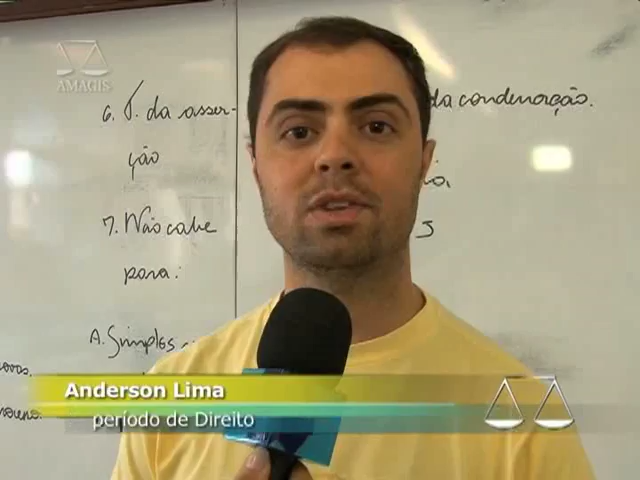 AMAGIS
6. T. da asser-
ção
da condenação.
7. Não cabe
para:
A. Simples
Anderson Lima
período de Direito